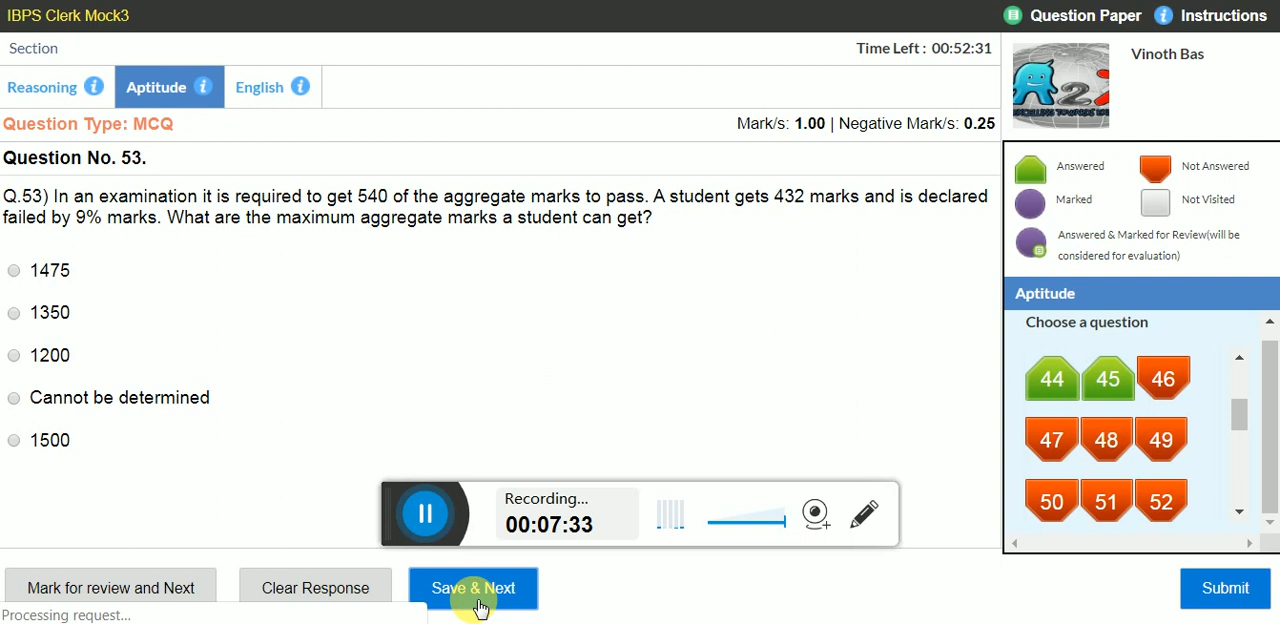 IBPS Clerk Mock3
Question Paper
Instructions
Section
Time Left : 00:52:31
Vinoth Bas
Reasoning
Aptitude
English
Question Type: MCQ
Mark/s: 1.00 | Negative Mark/s: 0.25
Question No. 53.
Q.53) In an examination it is required to get 540 of the aggregate marks to pass. A student gets 432 marks and is declared
failed by 9% marks. What are the maximum aggregate marks a student can get?
1475
1350
1200
Cannot be determined
1500
Answered
Not Answered
Marked
Not Visited
Answered & Marked for Review(will be
considered for evaluation)
Aptitude
Choose a question
44 45 46
47 48 49
50 51 52
Recording...
00:07:33
Mark for review and Next
Clear Response
Save & Next
Submit
Processing request...